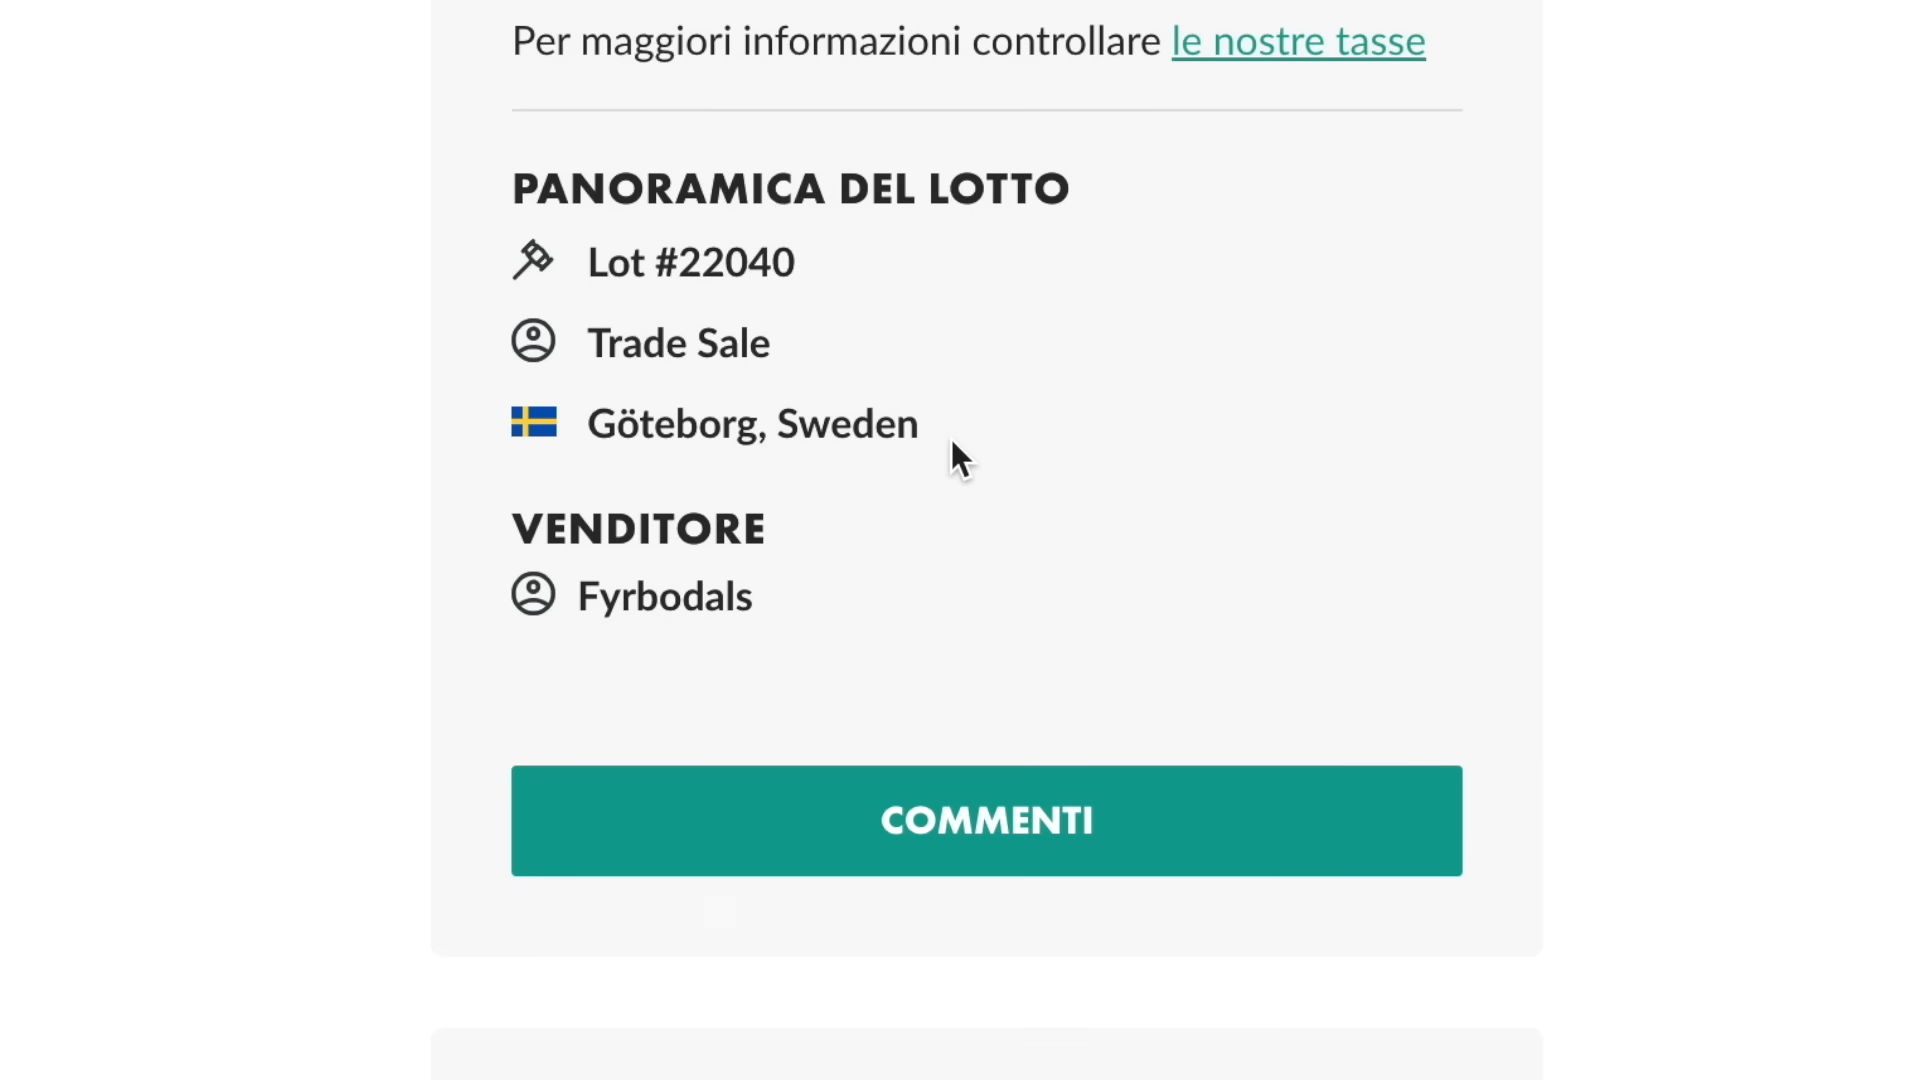 Per maggiori informazioni controllare le nostre tasse
PANORAMICA DEL LOTTO
Lot #22040
Trade Sale
Göteborg, Sweden
VENDITORE
Fyrbodals
COMMENTI